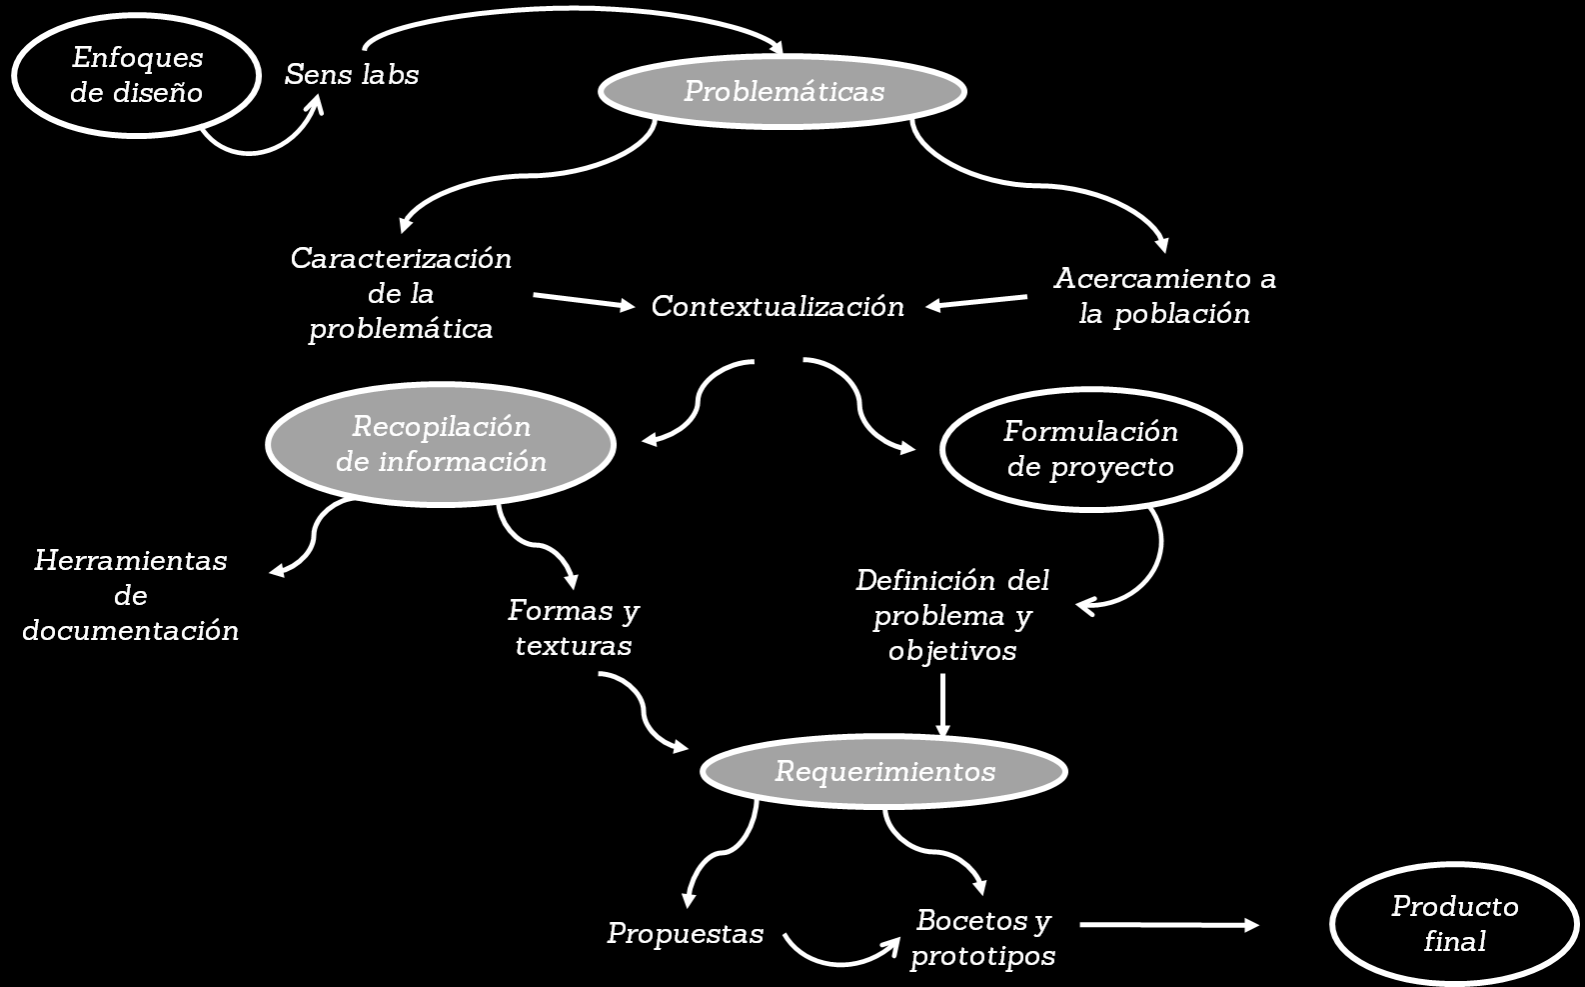 Enfoques
de diseño
Sens labs
Problemáticas
Caracterización
de la
problemática
Contextualización
Acercamiento a
la población
Recopilación
de información
Formulación
de proyecto
Herramientas
de
documentación
Formas y
texturas
Definición del
problema y
objetivos
Requerimientos
Propuestas
Bocetos y
prototipos
Producto
final